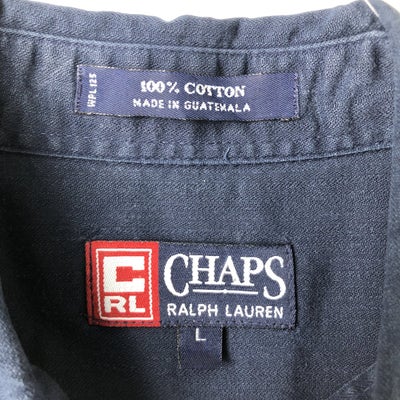 WPL 125
100% COTTON
MADE IN GUATEMALA
C
RL
CHAPS
RALPH LAUREN
L